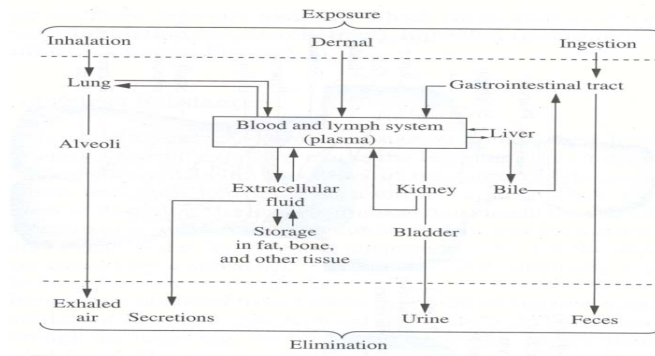 Exposure
Inhalation Dermal Ingestion
Lung Gastrointestinal tract
Blood and lymph system
(plasma)
Liver
Alveoli
Extracellular
fluid
Kidney
Bile
Bladder
Storage
in fat, bone,
and other tissue
Exhaled
air
Secretions
Urine
Feces
Elimination